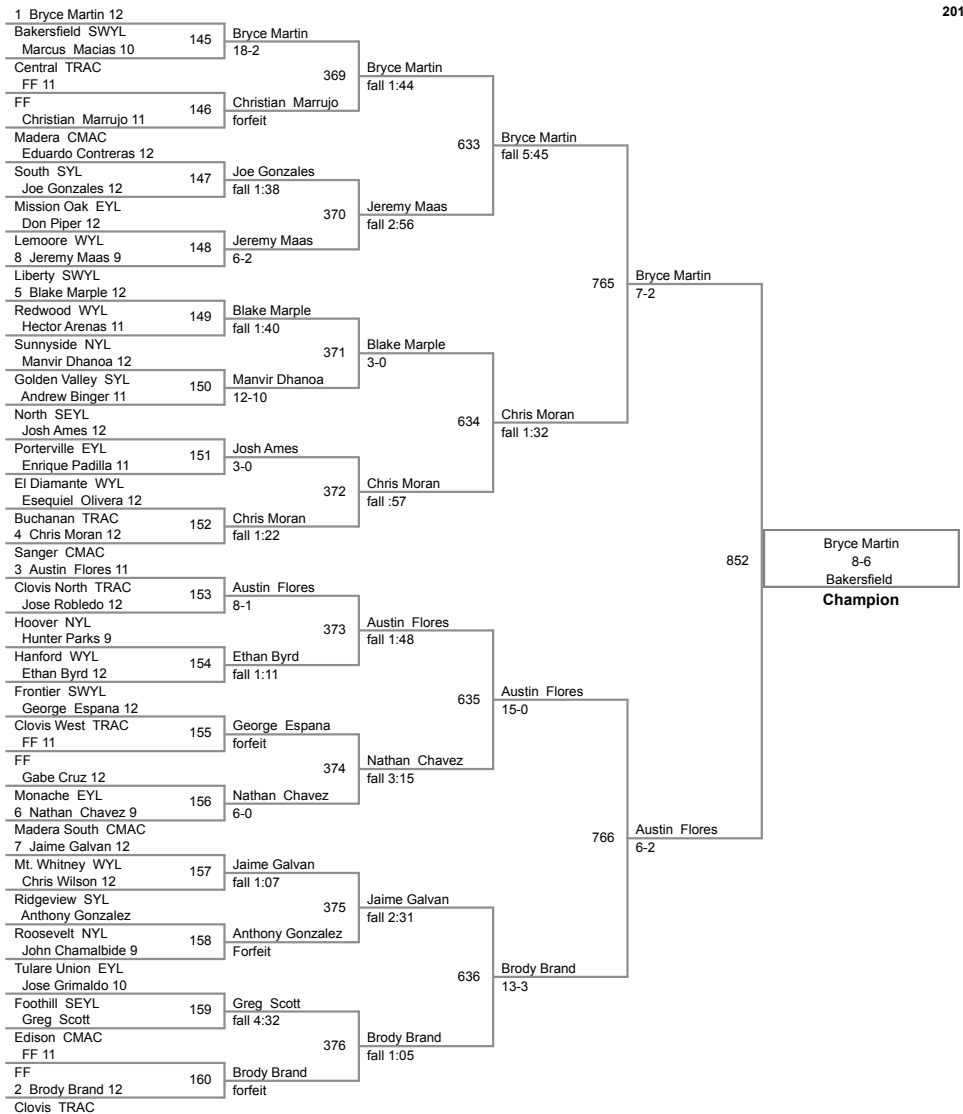 201
1 Bryce Martin 12
Bakersfield SWYL
Marcus Macias 10
Central TRAC
FF 11
FF
Christian Marrujo 11
Madera CMAC
Eduardo Contreras 12
South SYL
Joe Gonzales 12
Mission Oak EYL
Don Piper 12
Lemoore WYL
8 Jeremy Maas 9
Liberty SWYL
5 Blake Marple 12
Redwood WYL
Hector Arenas 11
Sunnyside NYL
Manvir Dhanoa 12
Golden Valley SYL
Andrew Binger 11
North SEYL
Josh Ames 12
Porterville EYL
Enrique Padilla 11
El Diamante WYL
Esequiel Olivera 12
Buchanan TRAC
4 Chris Moran 12
Sanger CMAC
3 Austin Flores 11
Clovis North TRAC
Jose Robledo 12
Hoover NYL
Hunter Parks 9
Hanford WYL
Ethan Byrd 12
Frontier SWYL
George Espana 12
Clovis West TRAC
FF 11
FF
Gabe Cruz 12
Monache EYL
6 Nathan Chavez 9
Madera South CMAC
7 Jaime Galvan 12
Mt. Whitney WYL
Chris Wilson 12
Ridgeview SYL
Anthony Gonzalez
Roosevelt NYL
John Chamalbide 9
Tulare Union EYL
Jose Grimaldo 10
Foothill SEYL
Greg Scott
Edison CMAC
FF 11
FF
2 Brody Brand 12
Clovis TRAC
145
146
147
148
149
150
151
152
153
154
155
156
157
158
159
160
Bryce Martin
18-2
Christian Marrujo
forfeit
Joe Gonzales
fall 1:38
Jeremy Maas
6-2
Blake Marple
fall 1:40
Manvir Dhanoa
12-10
Josh Ames
3-0
Chris Moran
fall 1:22
Austin Flores
8-1
Ethan Byrd
fall 1:11
George Espana
forfeit
Nathan Chavez
6-0
Jaime Galvan
fall 1:07
Anthony Gonzalez
Forfeit
Greg Scott
fall 4:32
Brody Brand
forfeit
369
370
371
372
373
374
375
376
Bryce Martin
fall 1:44
Jeremy Maas
fall 2:56
Blake Marple
3-0
Chris Moran
fall :57
Austin Flores
fall 1:48
Nathan Chavez
fall 3:15
Jaime Galvan
fall 2:31
Brody Brand
fall 1:05
633
634
635
636
Bryce Martin
fall 5:45
Chris Moran
fall 1:32
Austin Flores
15-0
Brody Brand
13-3
765
766
Bryce Martin
7-2
Austin Flores
6-2
852
Bryce Martin
8-6
Bakersfield
Champion